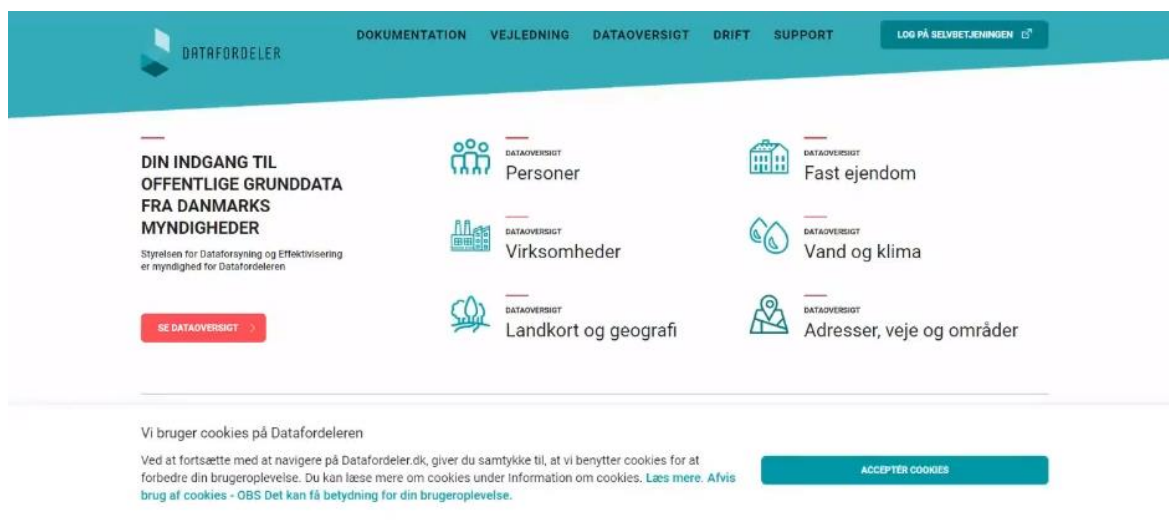 DATAFORDELER
DOKUMENTATION VEJLEDNING DATAOVERSIGT DRIFT SUPPORT
LOG PÅ SELVBETJENINGEN
DIN INDGANG TIL
OFFENTLIGE GRUNDDATA
FRA DANMARKS
MYNDIGHEDER
Styrelsen for Dataforsyning og Effektivisering
er myndighed for Datafordeleren
SE DATAOVERSIGT
DATAOVERSIGT
Personer
DATAOVERSIGT
Fast ejendom
DATAOVERSIGT
Virksomheder
DATAOVERSIGT
Vand og klima
DATAOVERSIGT
Landkort og geografi
DATAOVERSIGT
Adresser, veje og områder
Vi bruger cookies på Datafordeleren
Ved at fortsætte med at navigere på Datafordeler.dk, giver du samtykke til, at vi benytter cookies for at
forbedre din brugeroplevelse. Du kan læse mere om cookies under Information om cookies. Læs mere. Afvis
brug af cookies - OBS Det kan få betydning for din brugeroplevelse.
ACCEPTÉR COOKIES